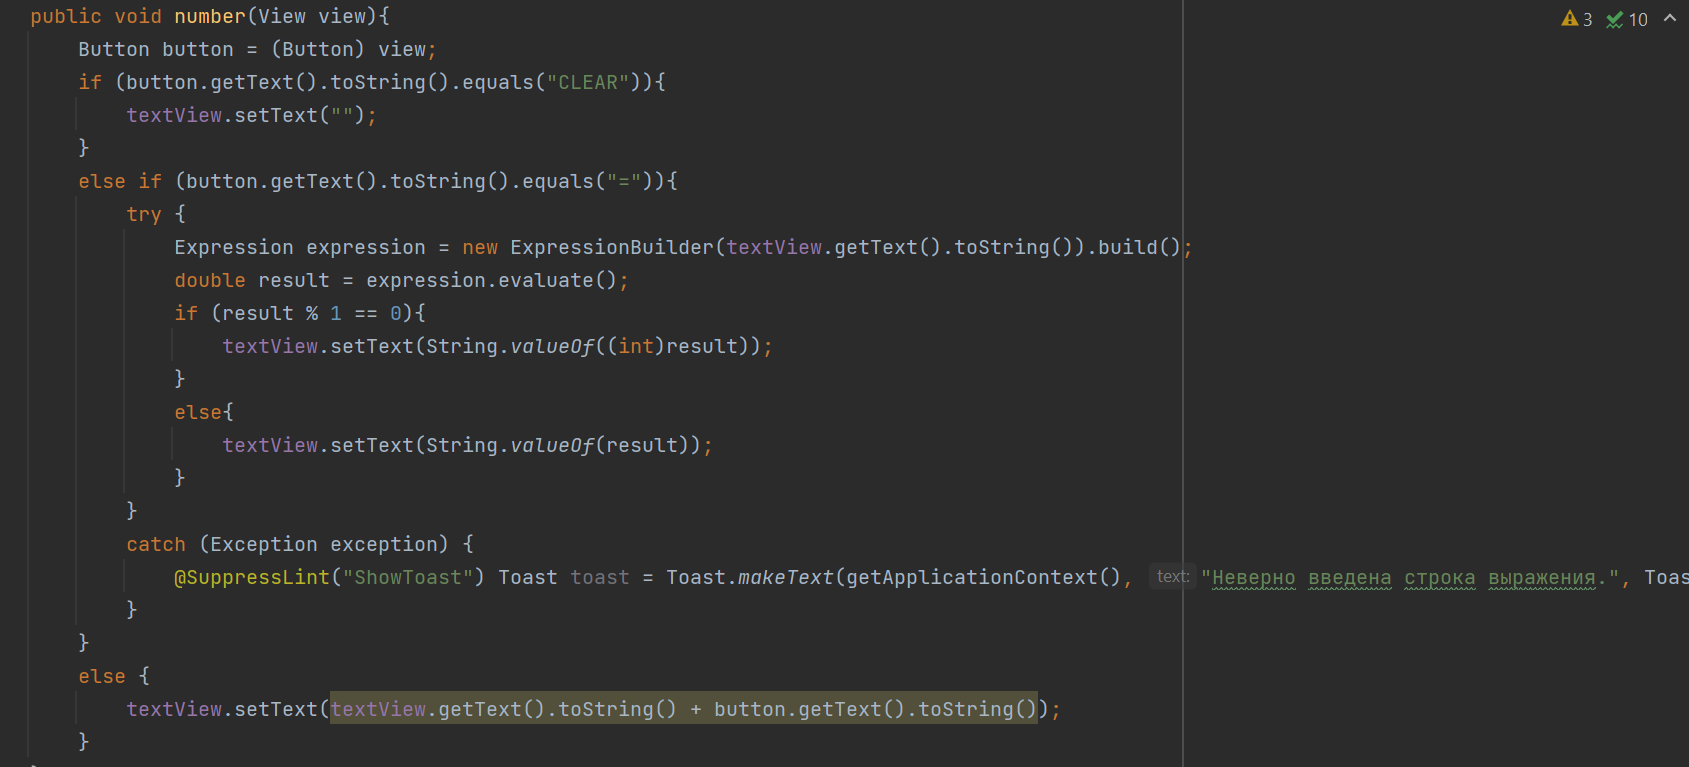 public void number(View view){
3 10
Button button = (Button) view;
if (button.getText().toString().equals("CLEAR")){
textView.setText("");
}
else if (button.getText().toString().equals("=")){
try {
Expression expression = new ExpressionBuilder(textView.getText().toString()).build();
double result = expression.evaluate();
if (result % 1 == 0){
textView.setText(String.valueOf((int)result));
}
else{
textView.setText(String.valueOf(result));
}
}
catch (Exception exception) {
@SuppressLint("ShowToast") Toast toast = Toast.makeText(getApplicationContext(), text: "Неверно введена строка выражения.", Toas
}
}
else {
textView.setText(textView.getText().toString() + button.getText().toString());
}